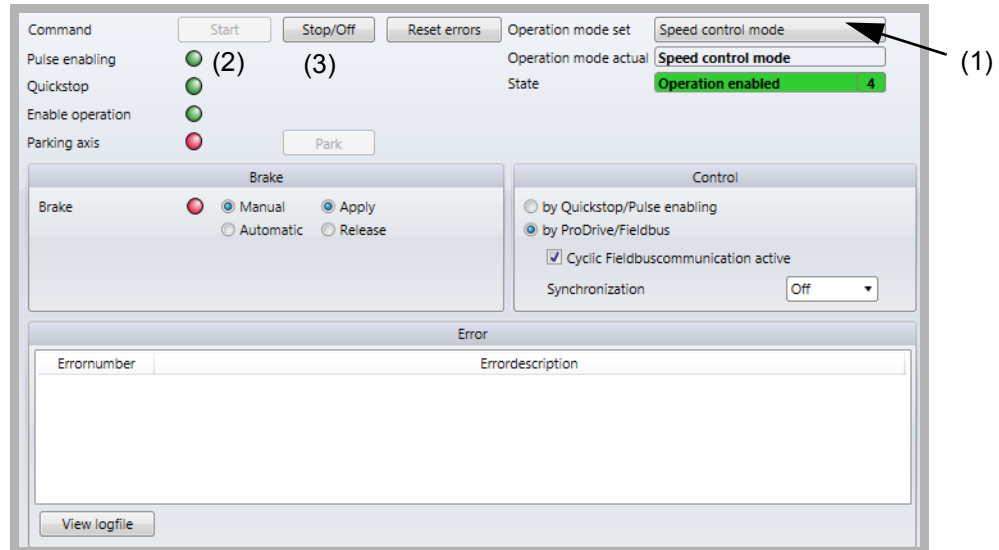 Command Start Stop/Off Reset errors Operation mode set Speed control mode
(1)
Pulse enabling (2) (3) Operation mode actual Speed control mode
Quickstop State Operation enabled 4
Enable operation
Parking axis Park
Brake Control
Brake Manual Apply by Quickstop/Pulse enabling
Automatic Release by ProDrive/Fieldbus
Cyclic Fieldbuscommunication active
Synchronization Off
Error
Errornumber Errordescription
View logfile